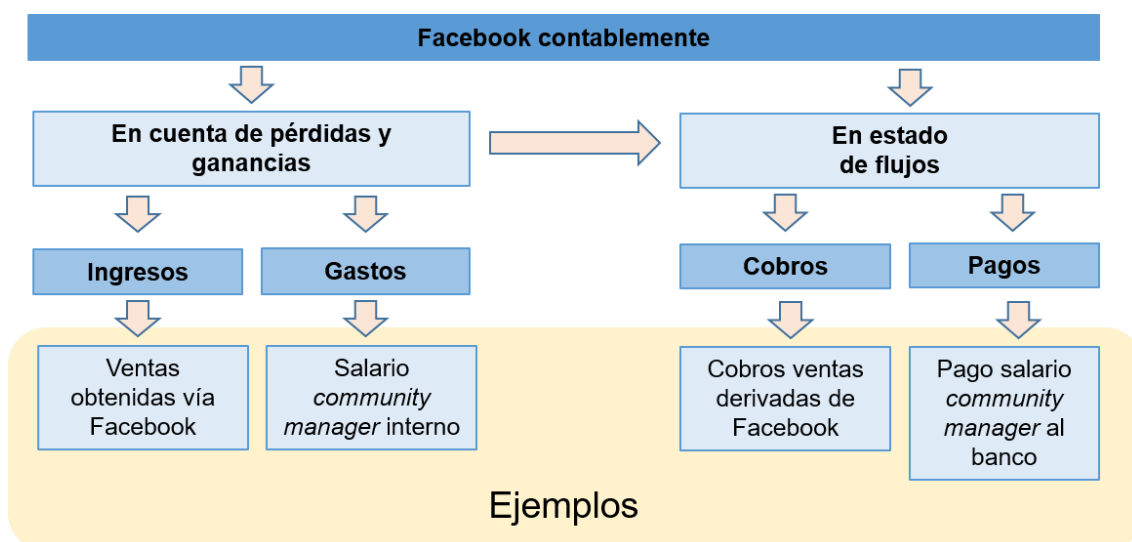 Facebook contablemente
En cuenta de pérdidas y
ganancias
En estado
de flujos
Ingresos
Gastos
Cobros
Pagos
Ventas
obtenidas vía
Facebook
Salario
community
manager interno
Cobros ventas
derivadas de
Facebook
Pago salario
community
manager al
banco
Ejemplos